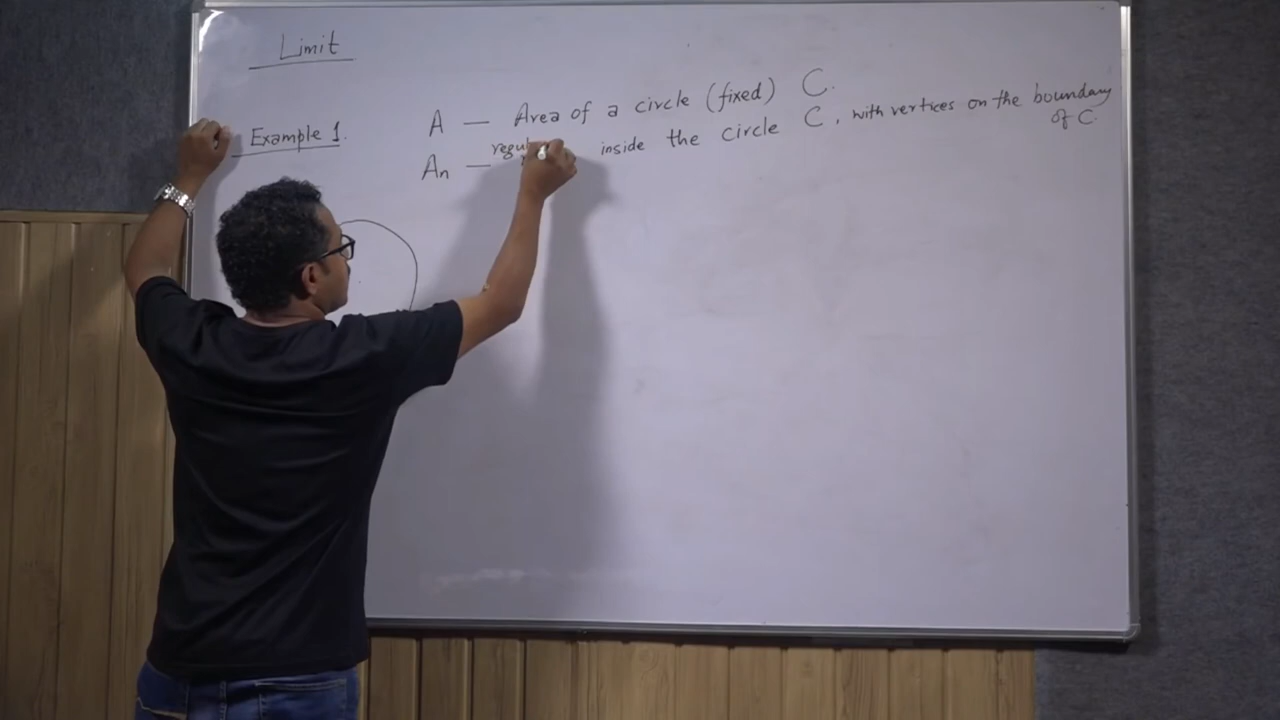 Limit
Example 1.
A — Area of a circle (fixed) C.
An — inside the circle C, with vertices on the boundary
of C.